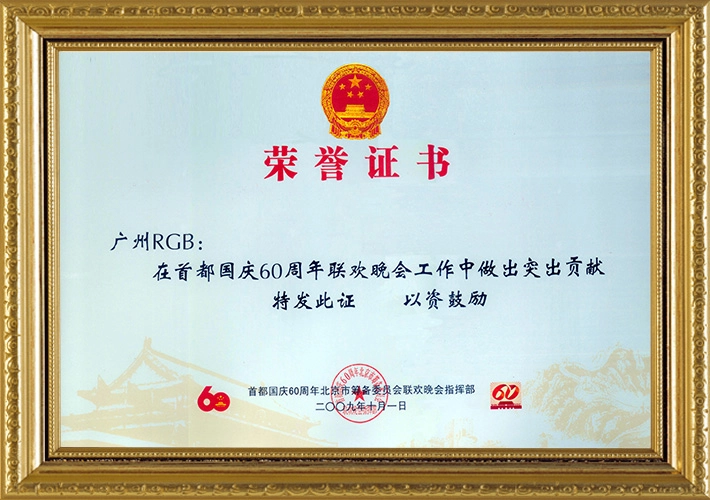 荣誉证书
广州RGB：
在首都国庆60周年联欢晚会工作中做出突出贡献
特发此证 以资鼓励
60
首都国庆60周年北京市筹备委员会联欢晚会指挥部
二〇〇九年十月一日
60